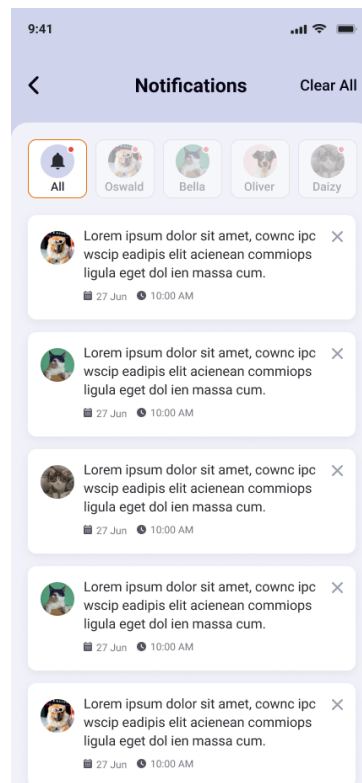 9:41
Notifications
Clear All
All
Oswald
Bella
Oliver
Daizy
Lorem ipsum dolor sit amet, cownc ipc
wscip eadipis elit acienean commiops
ligula eget dol ien massa cum.
27 Jun 10:00 AM
Lorem ipsum dolor sit amet, cownc ipc
wscip eadipis elit acienean commiops
ligula eget dol ien massa cum.
27 Jun 10:00 AM
Lorem ipsum dolor sit amet, cownc ipc
wscip eadipis elit acienean commiops
ligula eget dol ien massa cum.
27 Jun 10:00 AM
Lorem ipsum dolor sit amet, cownc ipc
wscip eadipis elit acienean commiops
ligula eget dol ien massa cum.
27 Jun 10:00 AM
Lorem ipsum dolor sit amet, cownc ipc
wscip eadipis elit acienean commiops
ligula eget dol ien massa cum.
27 Jun 10:00 AM